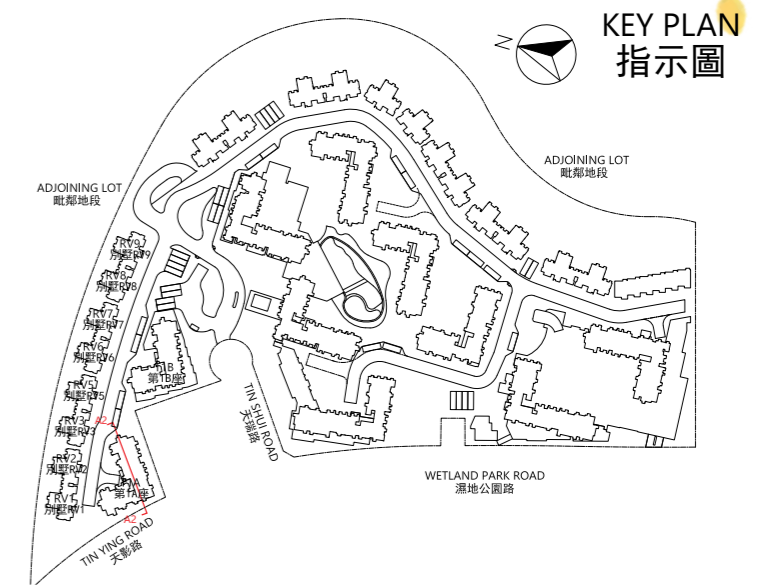 KEY PLAN
指示圖
N
ADJOINING LOT
毗鄰地段
ADJOINING LOT
毗鄰地段
RV9
別墅RV9
RV8
別墅RV8
RV7
別墅RV7
RV6
別墅RV6
RV5
別墅RV5
RV3
別墅RV3
RV2
別墅RV2
RV1
別墅RV1
第1B座
第1A座
A2
A2
TIN SHUI ROAD
天瑞路
WETLAND PARK ROAD
濕地公園路
TIN YING ROAD
天影路